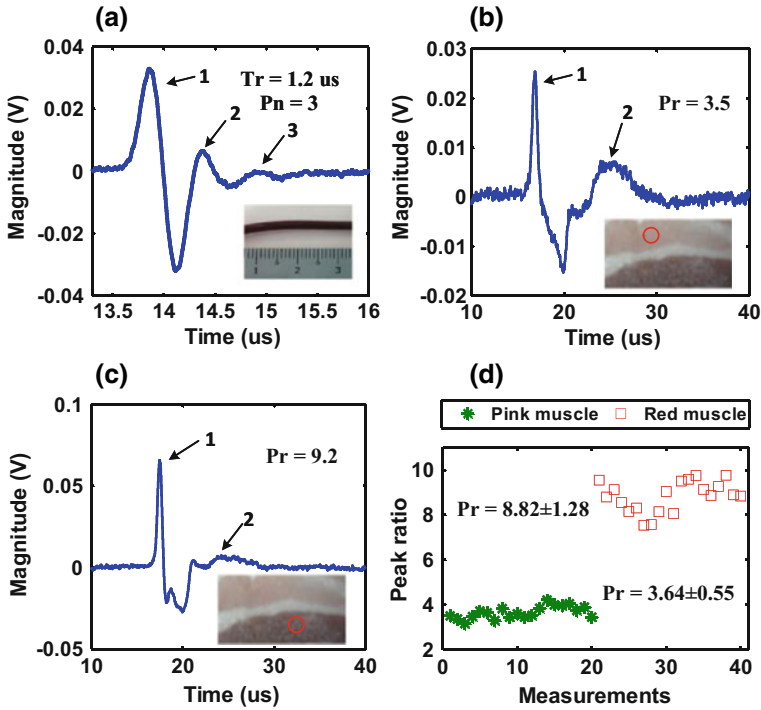 (a)
0.04
0.02
0
-0.02
-0.04
Magnitude (V)
13.5 14 14.5 15 15.5 16
Time (us)
1
2
3
Tr = 1.2 us
Pn = 3
1 2 3
(b)
0.03
0.02
0.01
0
-0.01
-0.02
Magnitude (V)
10 20 30 40
Time (us)
1
2
Pr = 3.5
(c)
0.1
0.05
0
-0.05
Magnitude (V)
10 20 30 40
Time (us)
1
2
Pr = 9.2
(d)
Pink muscle Red muscle
10
8
6
4
2
Peak ratio
0 10 20 30 40
Measurements
Pr = 8.82±1.28
Pr = 3.64±0.55